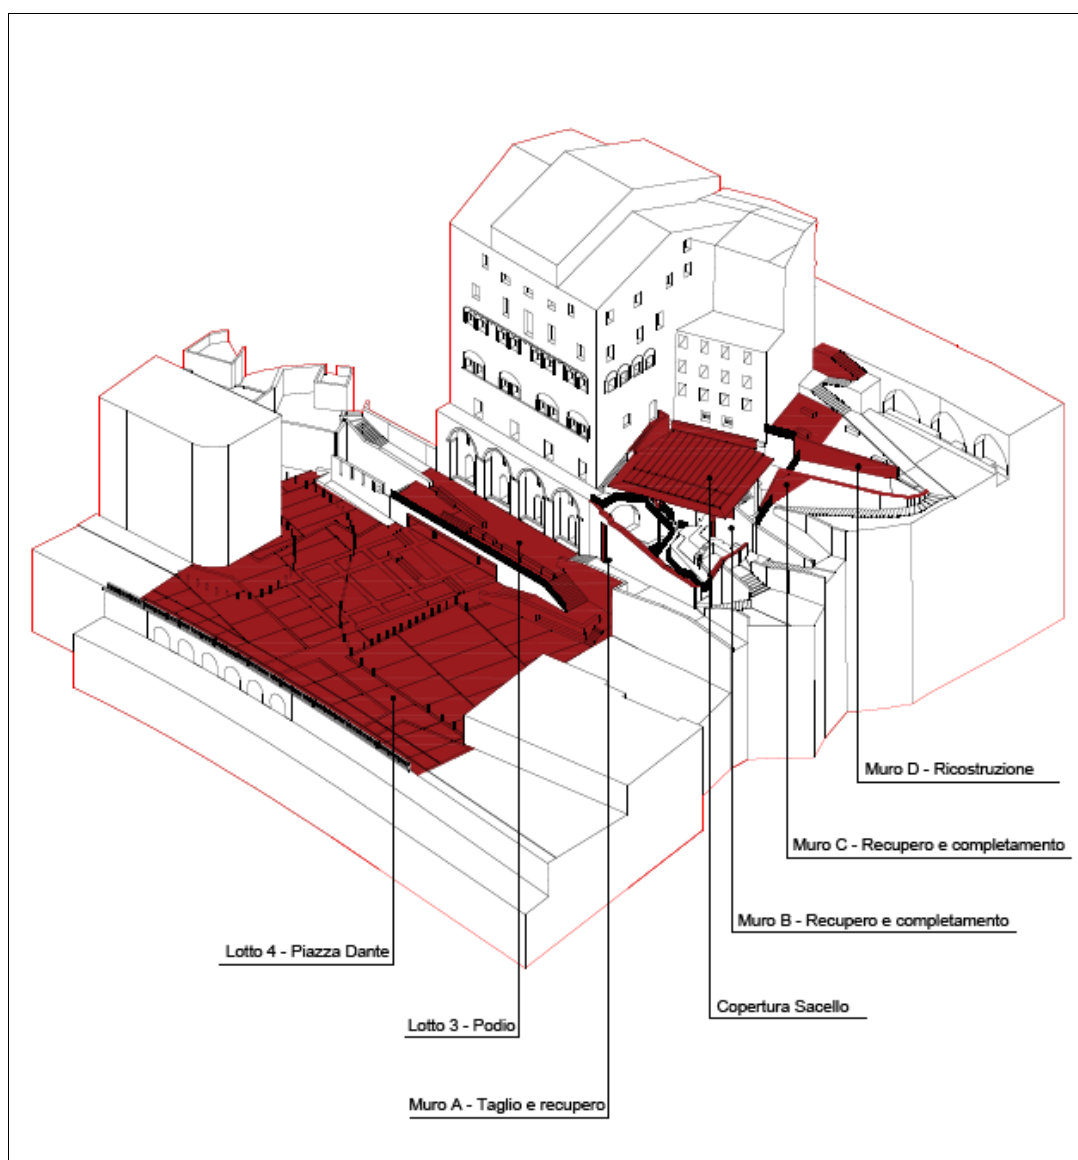 Muro D - Ricostruzione
Muro C - Recupero e completamento
Muro B - Recupero e completamento
Lotto 4 - Piazza Dante
Copertura Sacello
Lotto 3 - Podio
Muro A - Taglio e recupero